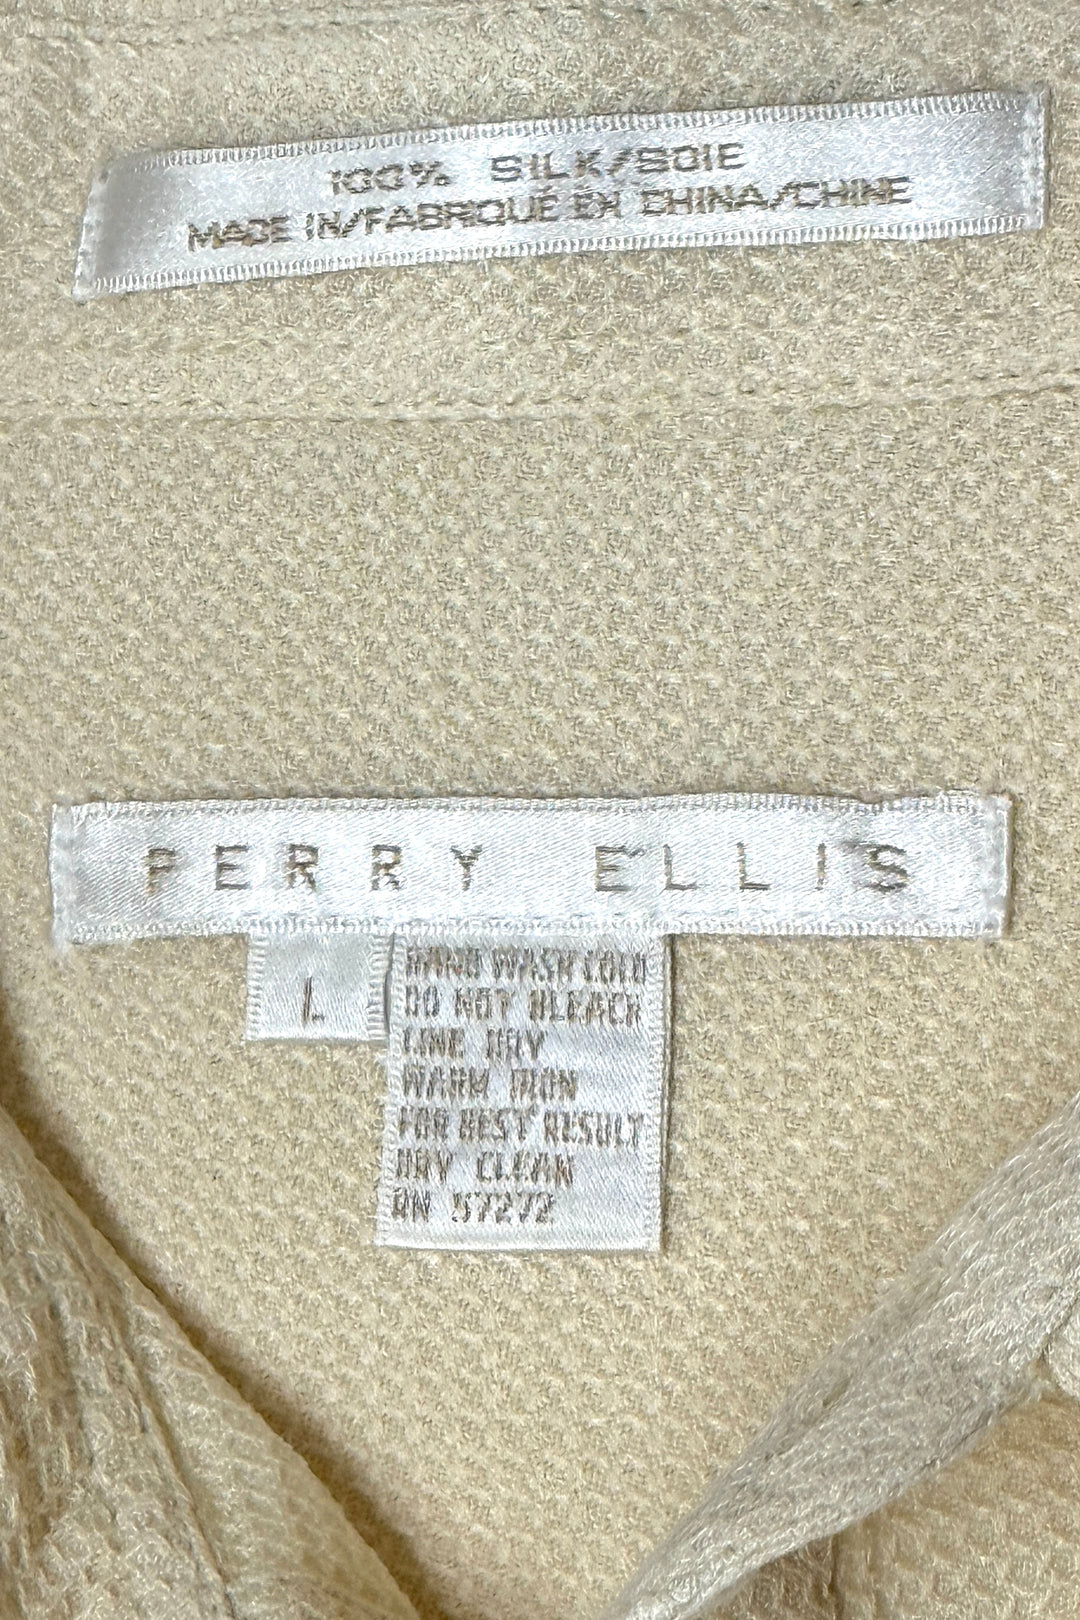 100% SILK/SOIE
MADE IN/FABRIQUÉ EN CHINA/CHINE
PERRY ELLIS
L
HAND WASH COLD
DO NOT BLEACH
LINE DRY
WARM IRON
FOR BEST RESULT
DRY CLEAN
RN 57272